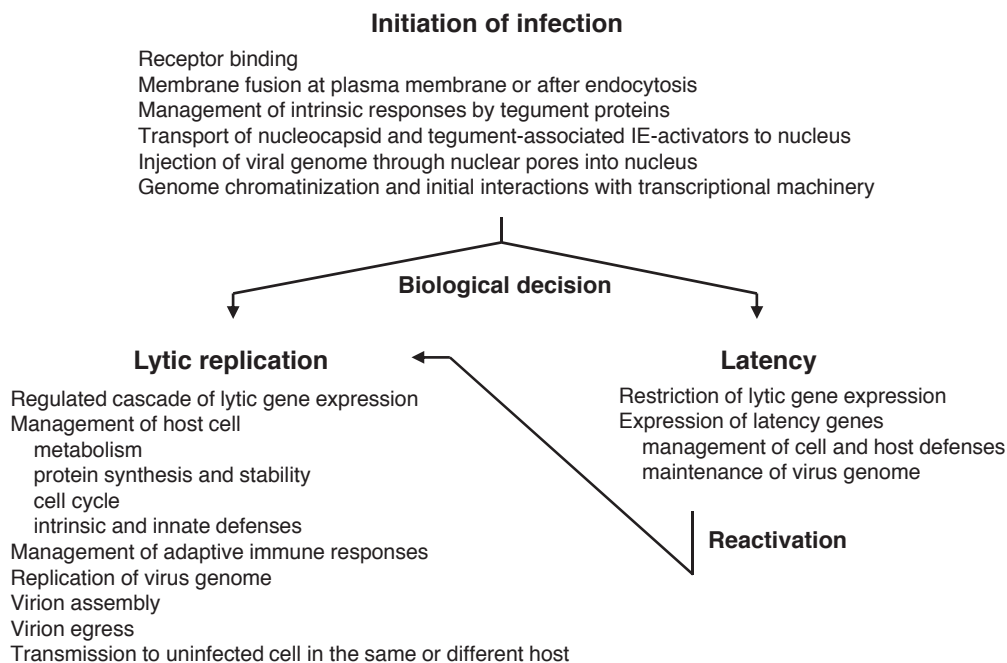 Initiation of infection
Receptor binding
Membrane fusion at plasma membrane or after endocytosis
Management of intrinsic responses by tegument proteins
Transport of nucleocapsid and tegument-associated IE-activators to nucleus
Injection of viral genome through nuclear pores into nucleus
Genome chromatinization and initial interactions with transcriptional machinery
Biological decision
Lytic replication
Regulated cascade of lytic gene expression
Management of host cell
metabolism
protein synthesis and stability
cell cycle
intrinsic and innate defenses
Management of adaptive immune responses
Replication of virus genome
Virion assembly
Virion egress
Transmission to uninfected cell in the same or different host
Latency
Restriction of lytic gene expression
Expression of latency genes
management of cell and host defenses
maintenance of virus genome
Reactivation